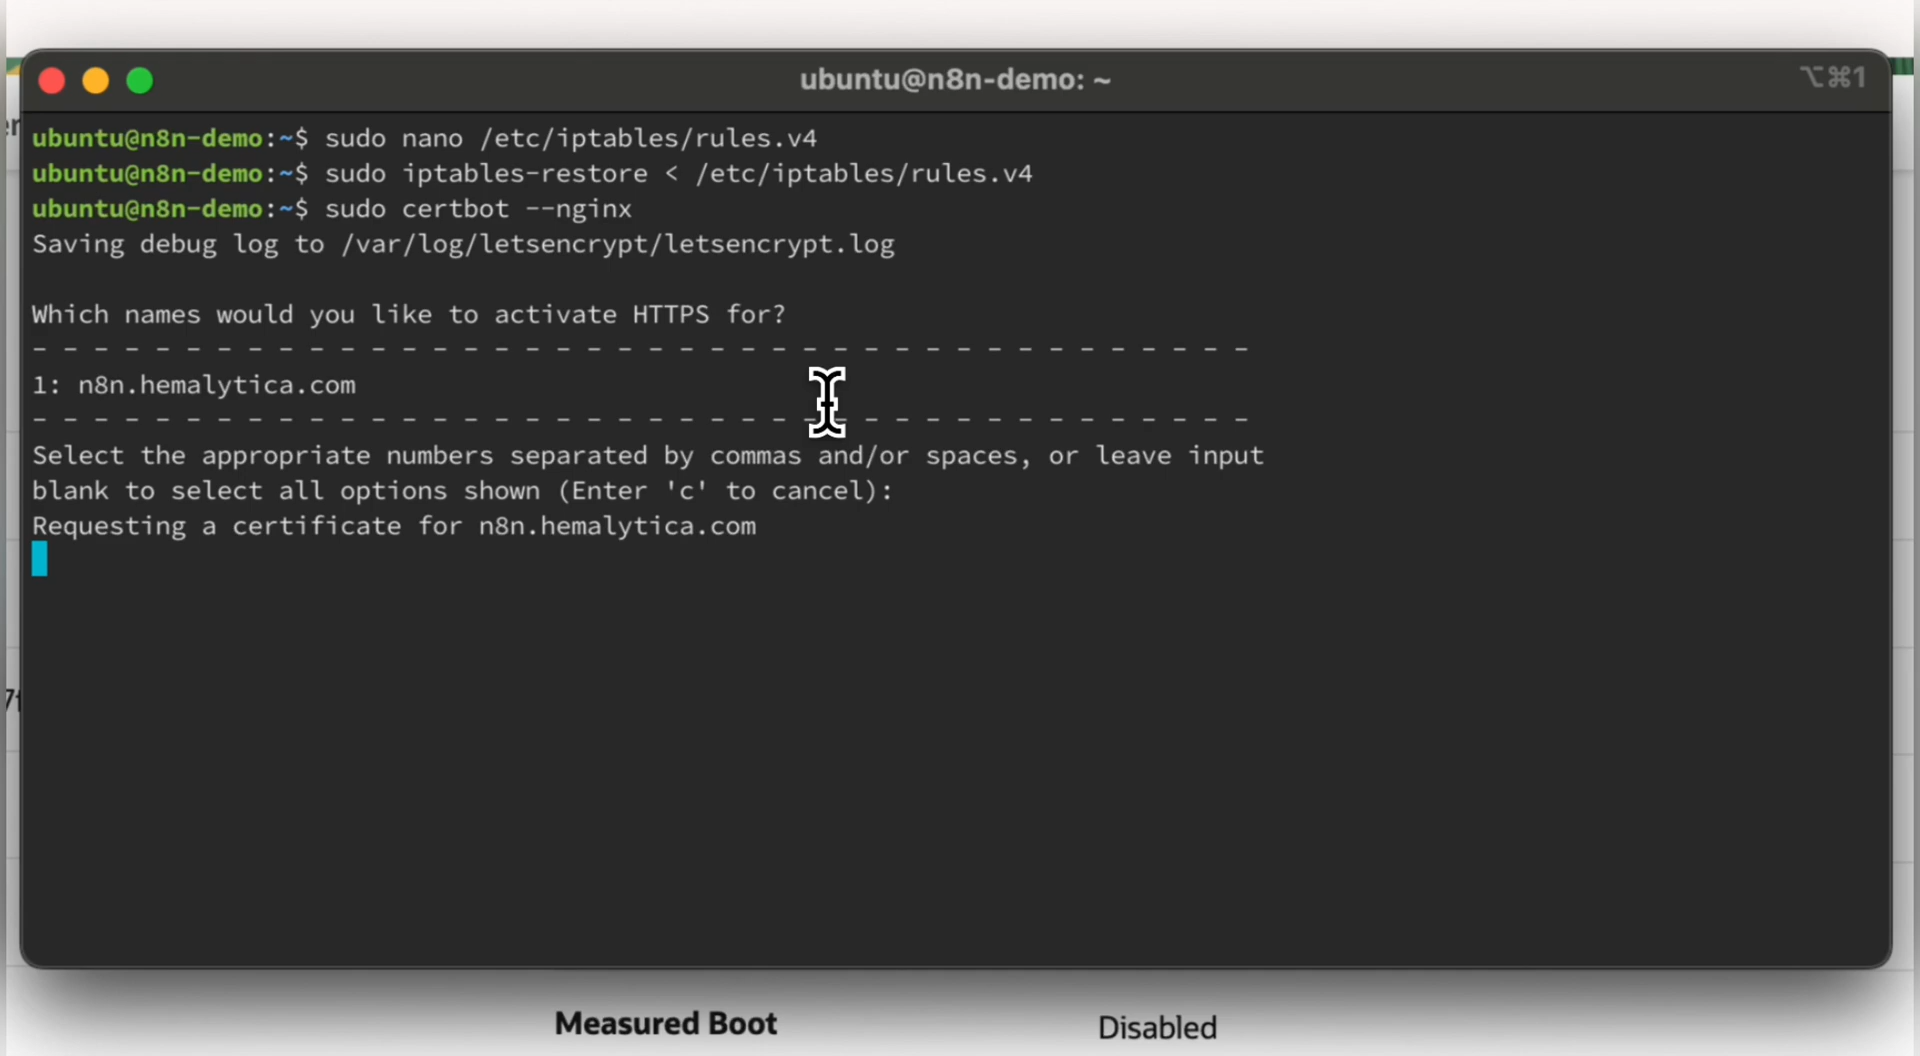 ubuntu@n8n-demo: ~
⌥⌘1
ubuntu@n8n-demo:~$ sudo nano /etc/iptables/rules.v4
ubuntu@n8n-demo:~$ sudo iptables-restore < /etc/iptables/rules.v4
ubuntu@n8n-demo:~$ sudo certbot --nginx
Saving debug log to /var/log/letsencrypt/letsencrypt.log
Which names would you like to activate HTTPS for?
- - - - - - - - - - - - - - - - - - - - - - - - - - - - - - - - - - - - - - - -
1: n8n.hemalytica.com
- - - - - - - - - - - - - - - - - - - - - - - - - - - - - - - - - - - - - - - -
Select the appropriate numbers separated by commas and/or spaces, or leave input
blank to select all options shown (Enter 'c' to cancel):
Requesting a certificate for n8n.hemalytica.com
Measured Boot Disabled